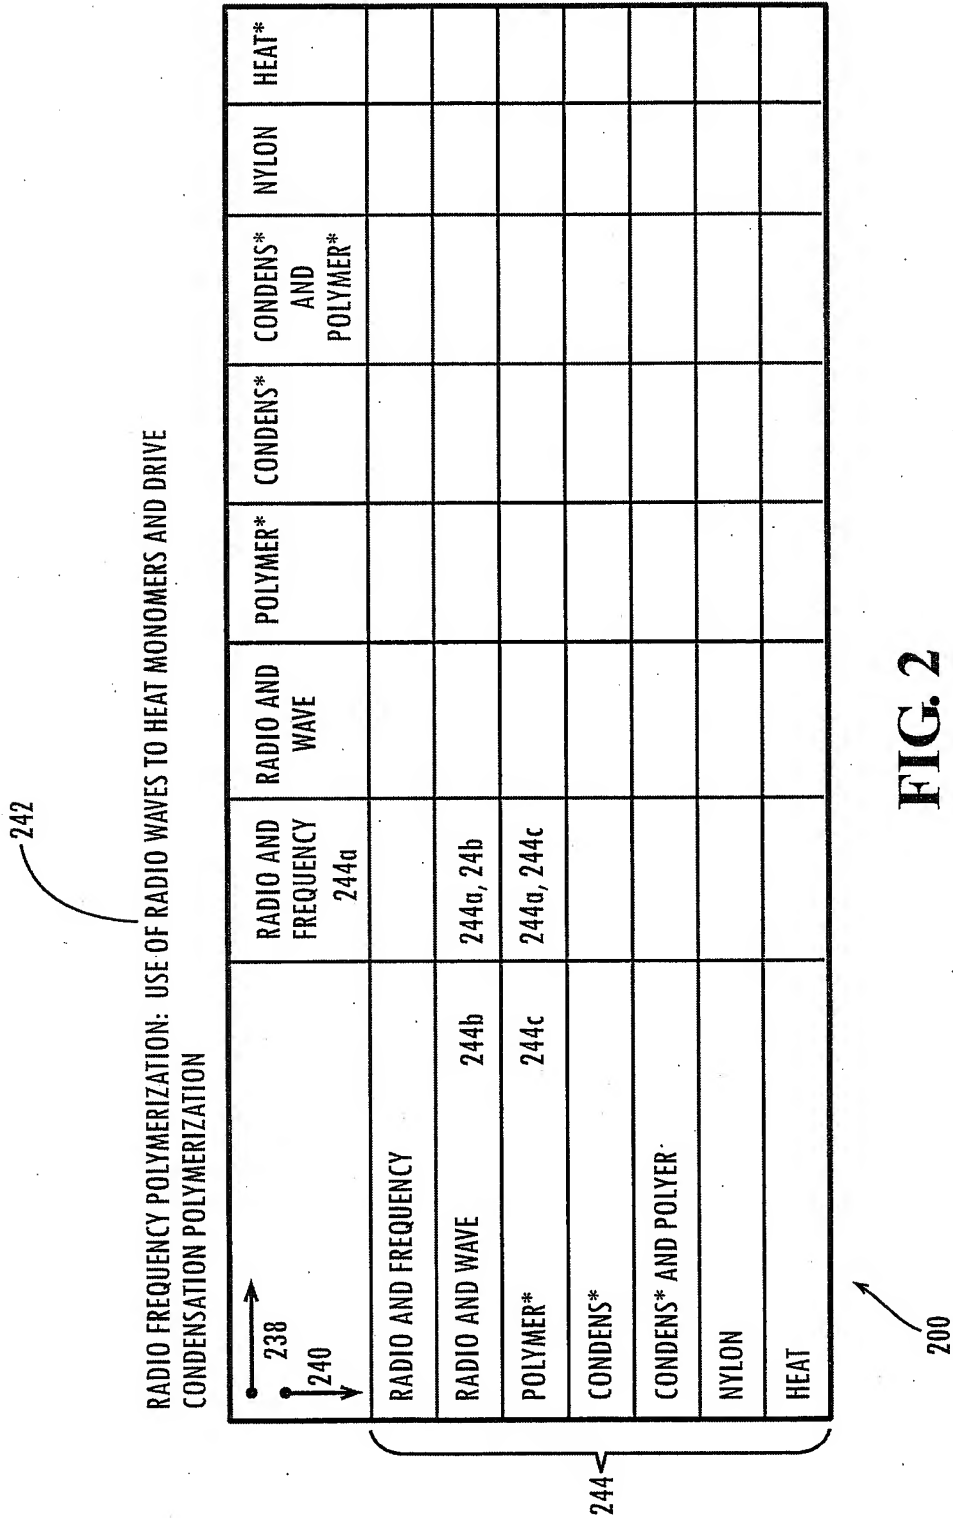 242
RADIO FREQUENCY POLYMERIZATION: USE OF RADIO WAVES TO HEAT MONOMERS AND DRIVE
CONDENSATION POLYMERIZATION
238
240
RADIO AND
FREQUENCY
244a
RADIO AND
WAVE
POLYMER*
CONDENS*
CONDENS*
AND
POLYMER*
NYLON
HEAT*
RADIO AND FREQUENCY
RADIO AND WAVE 244b 244a, 24b
POLYMER* 244c 244a, 244c
CONDENS*
CONDENS* AND POLYER
NYLON
HEAT
244
200
FIG. 2